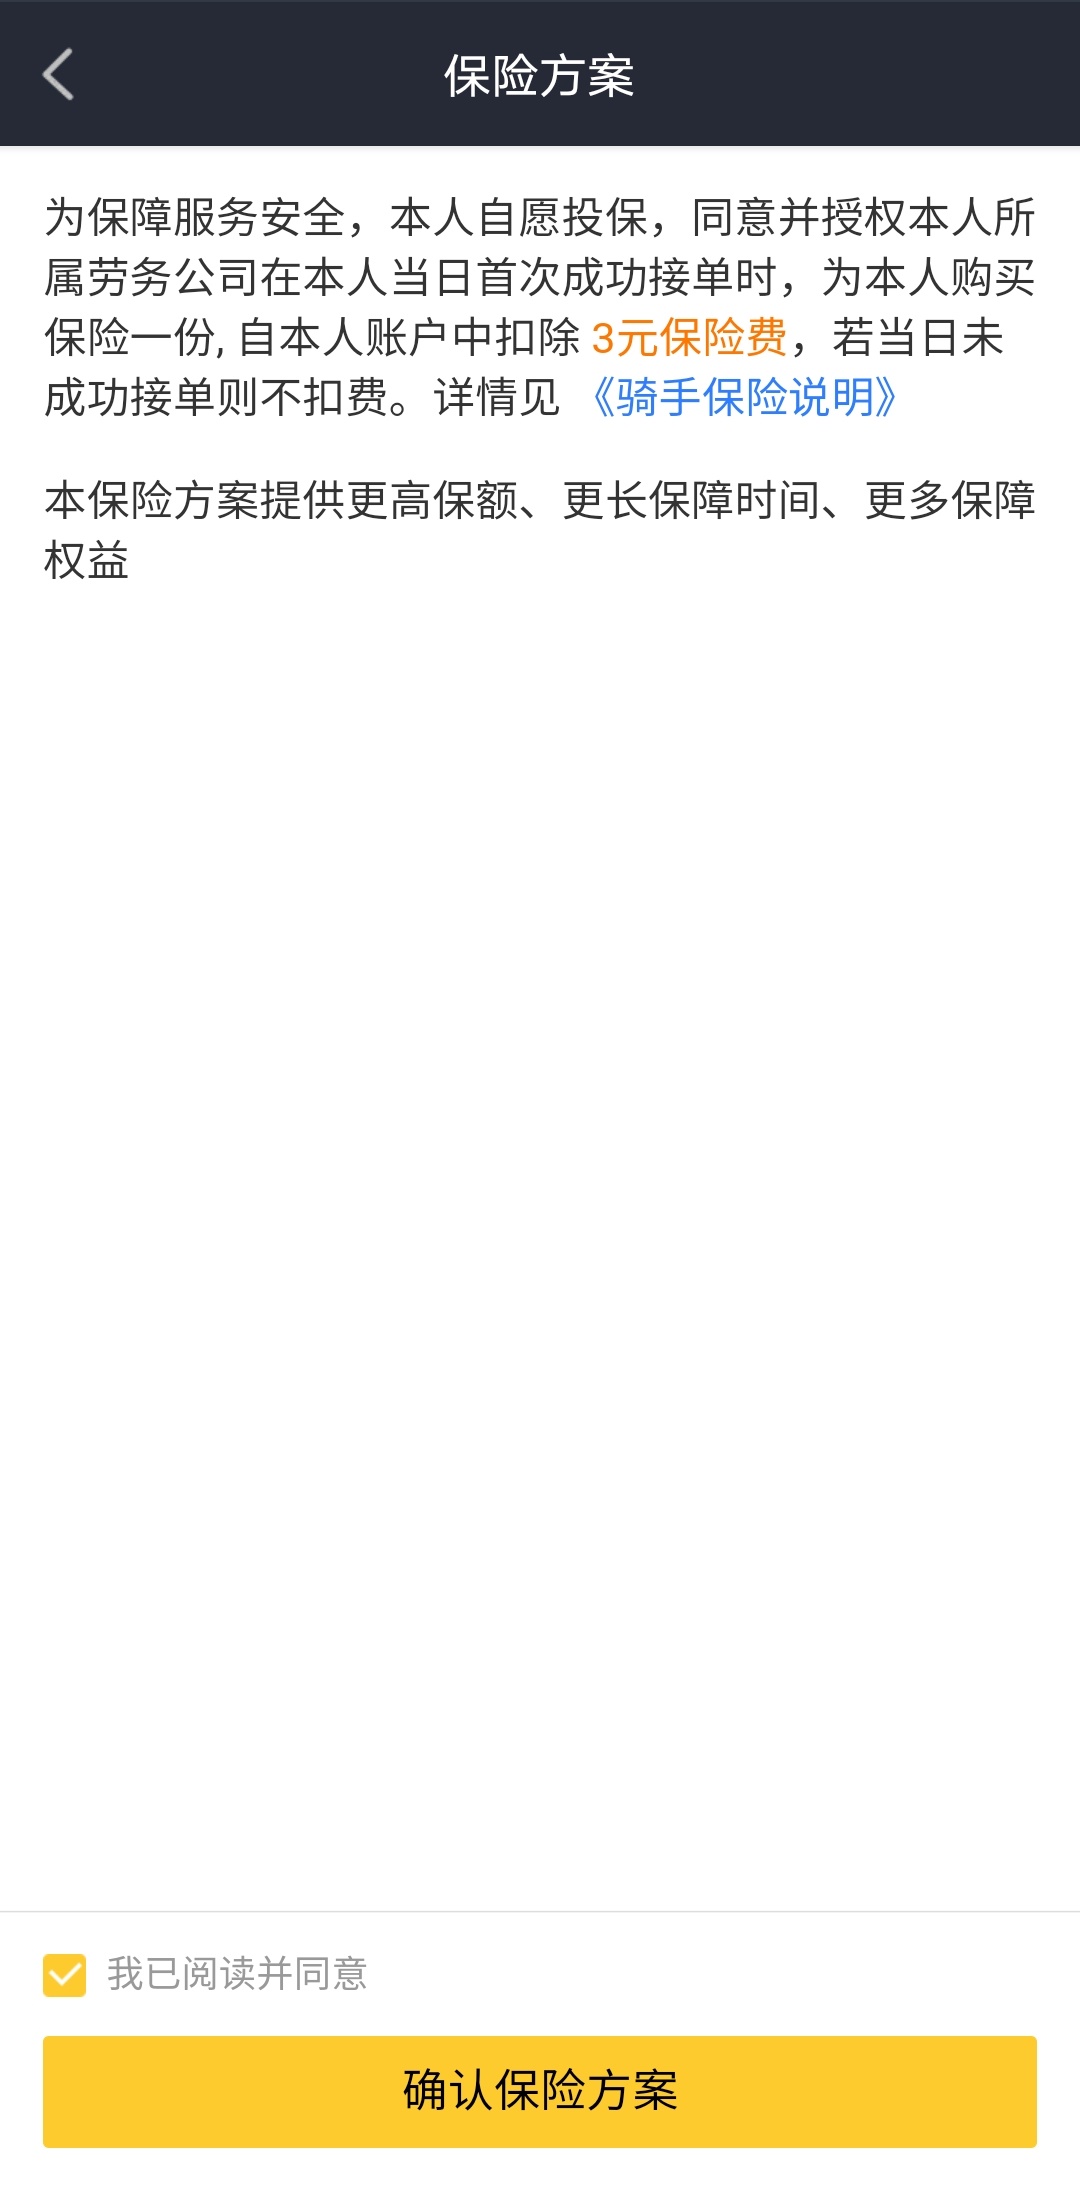 保险方案
为保障服务安全，本人自愿投保，同意并授权本人所
属劳务公司在本人当日首次成功接单时，为本人购买
保险一份, 自本人账户中扣除 3元保险费，若当日未
成功接单则不扣费。详情见 《骑手保险说明》
本保险方案提供更高保额、更长保障时间、更多保障
权益
我已阅读并同意
确认保险方案